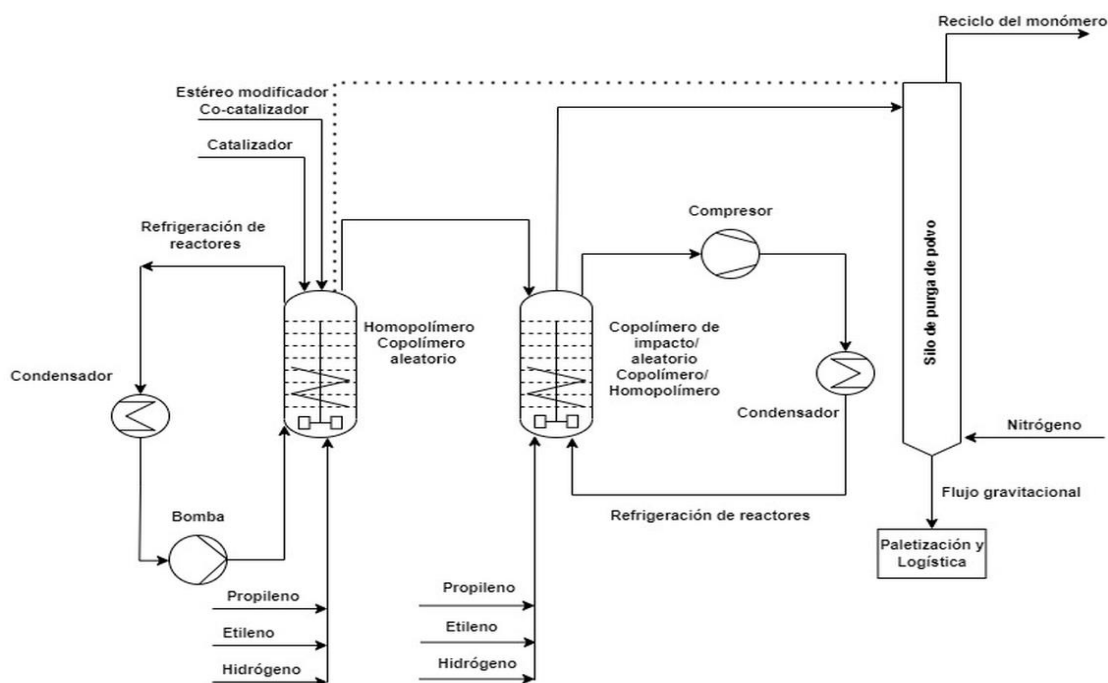 Reciclo del monómero
Estéreo modificador
Co-catalizador
Catalizador
Refrigeración de
reactores
Compresor
Silo de purga de polvo
Homopolímero
Copolímero
aleatorio
Copolímero de
impacto/
aleatorio
Copolímero/
Homopolímero
Condensador
Condensador
Nitrógeno
Flujo gravitacional
Bomba
Refrigeración de reactores
Paletización y
Logística
Propileno
Etileno
Hidrógeno
Propileno
Etileno
Hidrógeno